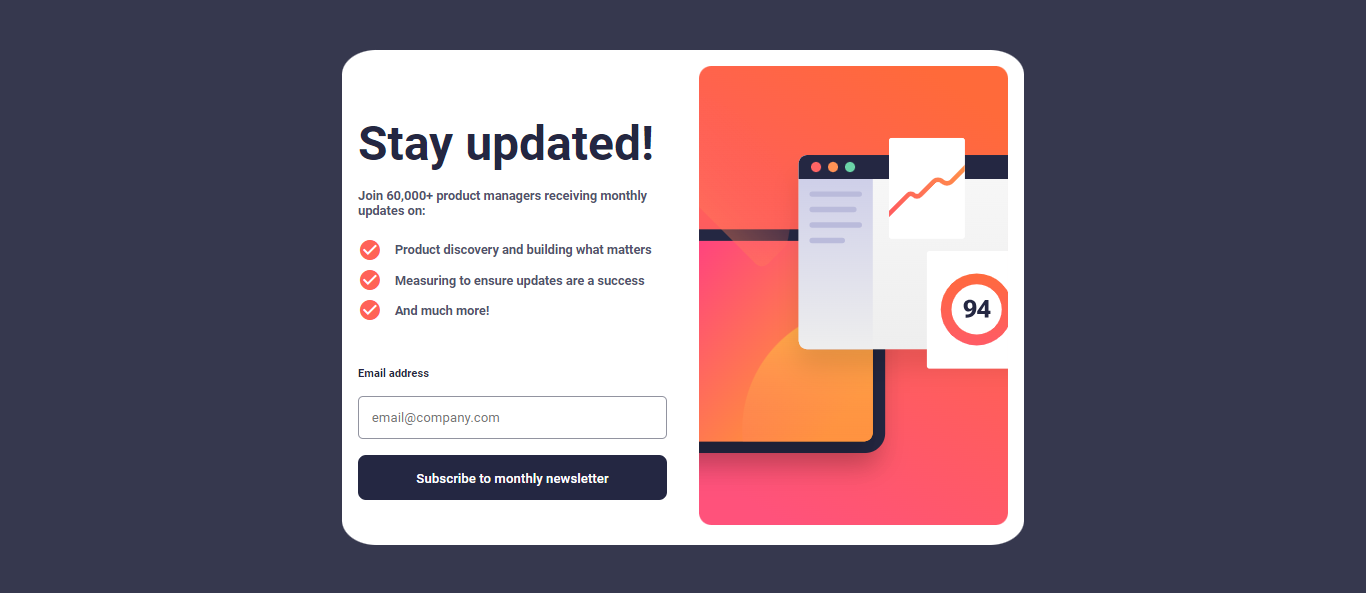 Stay updated!
Join 60,000+ product managers receiving monthly
updates on:
Product discovery and building what matters
Measuring to ensure updates are a success
And much more!
Email address
email@company.com
Subscribe to monthly newsletter
94